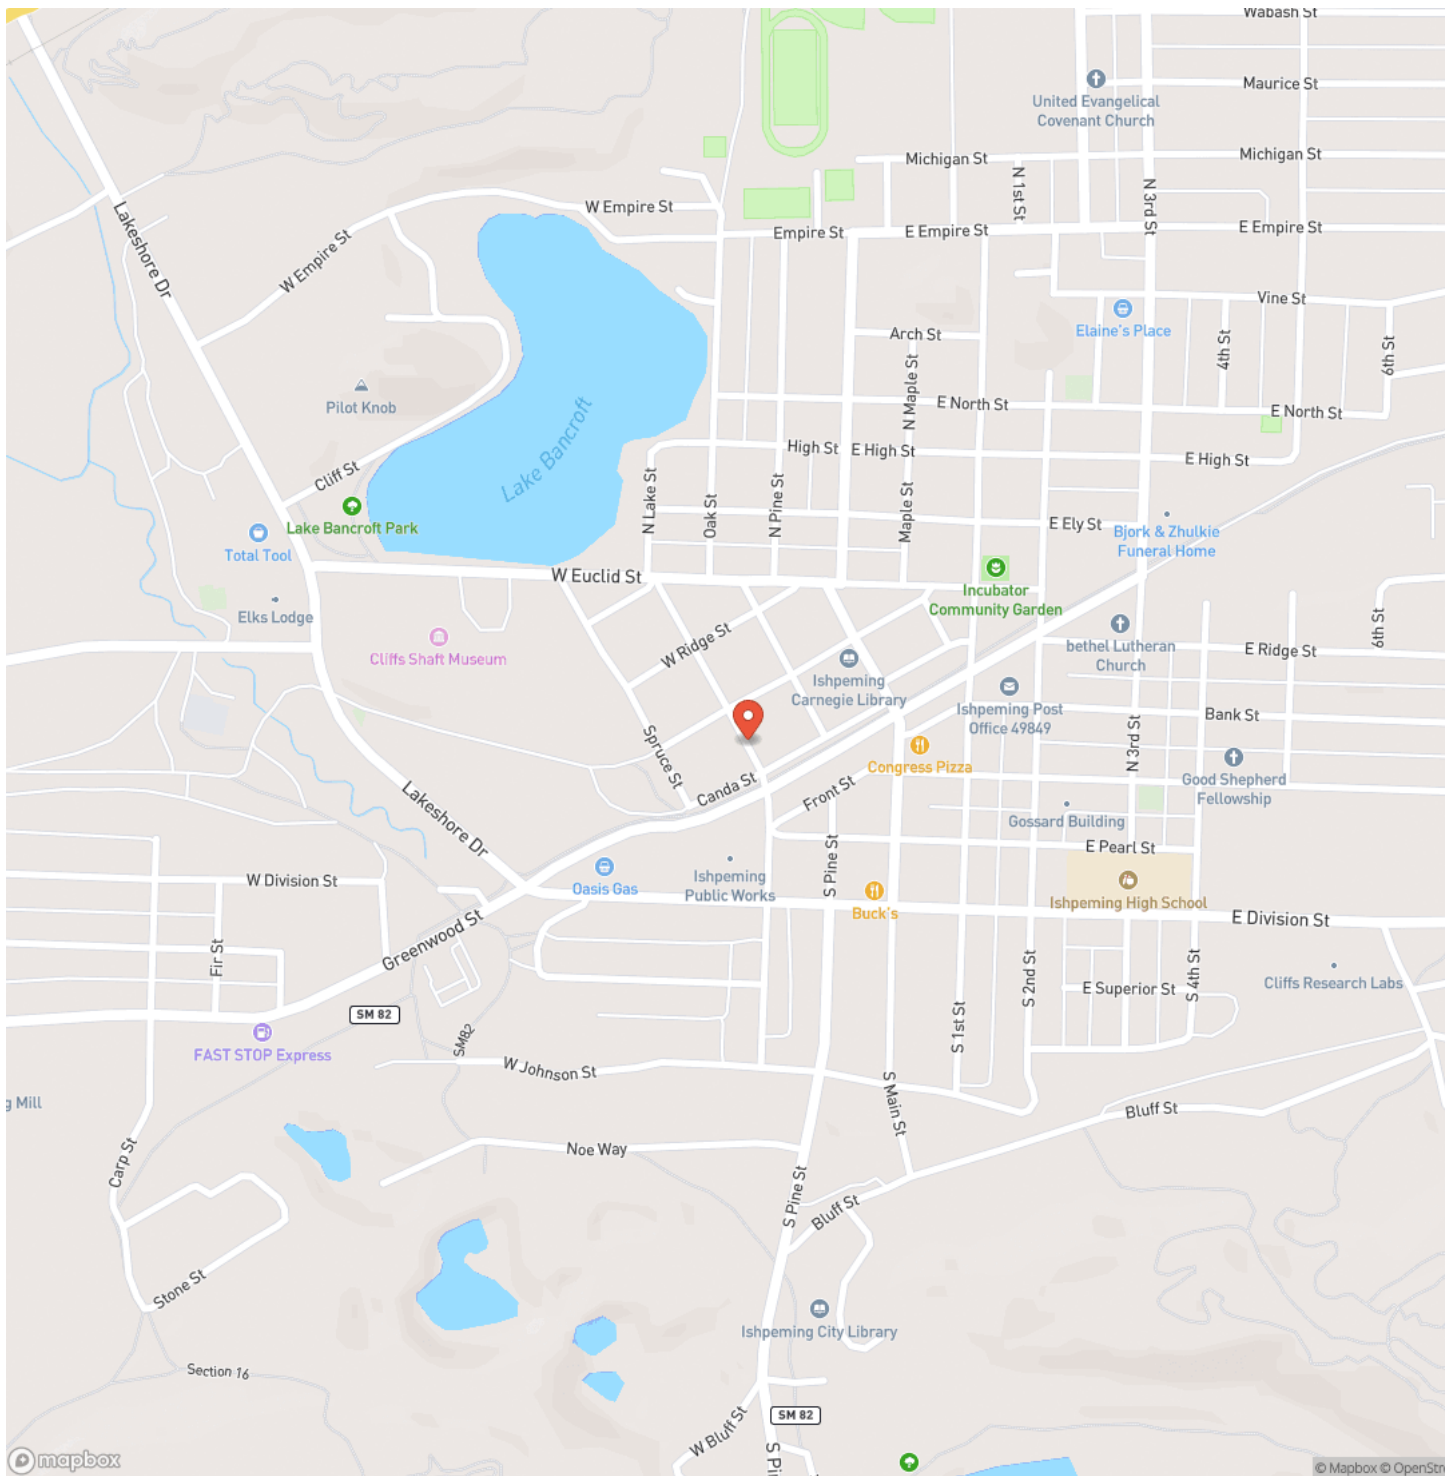 Wabash St
Maurice St
United Evangelical
Covenant Church
Michigan St
Michigan St
N 1st St
N 3rd St
W Empire St
Empire St
E Empire St
E Empire St
Lakeshore Dr
W Empire St
Vine St
Elaine's Place
Arch St
4th St
6th St
Pilot Knob
N Maple St
E North St
E North St
Lake Bancroft
High St
E High St
E High St
Cliff St
N Lake St
Oak St
N Pine St
Maple St
Lake Bancroft Park
E Ely St
Bjork & Zhulkie
Funeral Home
Total Tool
W Euclid St
Incubator
Community Garden
Elks Lodge
6th St
W Ridge St
bethel Lutheran
Church
E Ridge St
Cliffs Shaft Museum
Ishpeming
Carnegie Library
Ishpeming Post
Office 49849
Bank St
Spruce St
N 3rd St
Congress Pizza
Good Shepherd
Fellowship
Canda St
Front St
Lakeshore Dr
Gossard Building
E Pearl St
S Pine St
W Division St
Oasis Gas
Ishpeming
Public Works
Buck's
Ishpeming High School
E Division St
Greenwood St
Fir St
S 2nd St
S 4th St
Cliffs Research Labs
E Superior St
SM 82
SM82
S 1st St
FAST STOP Express
W Johnson St
g Mill
S Main St
Bluff St
Carp St
Noe Way
S Pine St
Bluff St
Stone St
Ishpeming City Library
Section 16
SM 82
W Bluff St
S Pi
mapbox
© Mapbox © OpenStr